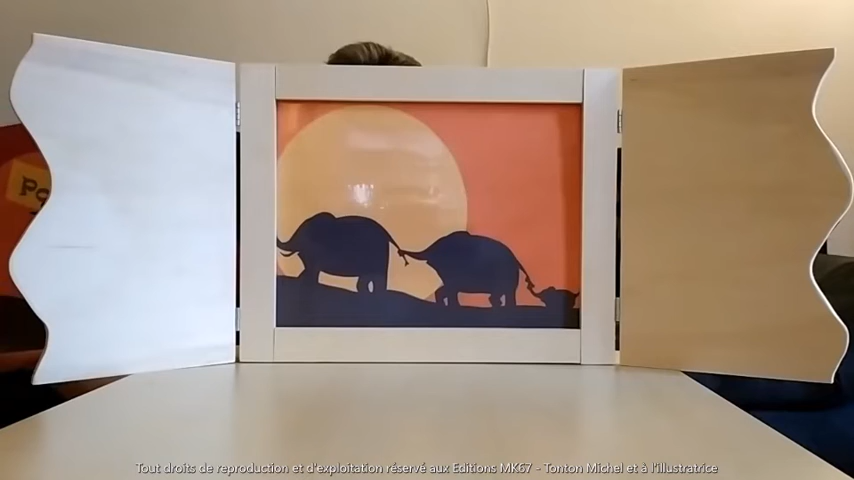 Tout droits de reproduction et d'exploitation réservé aux Editions MK67 - Tonton Michel et à l'illustratrice